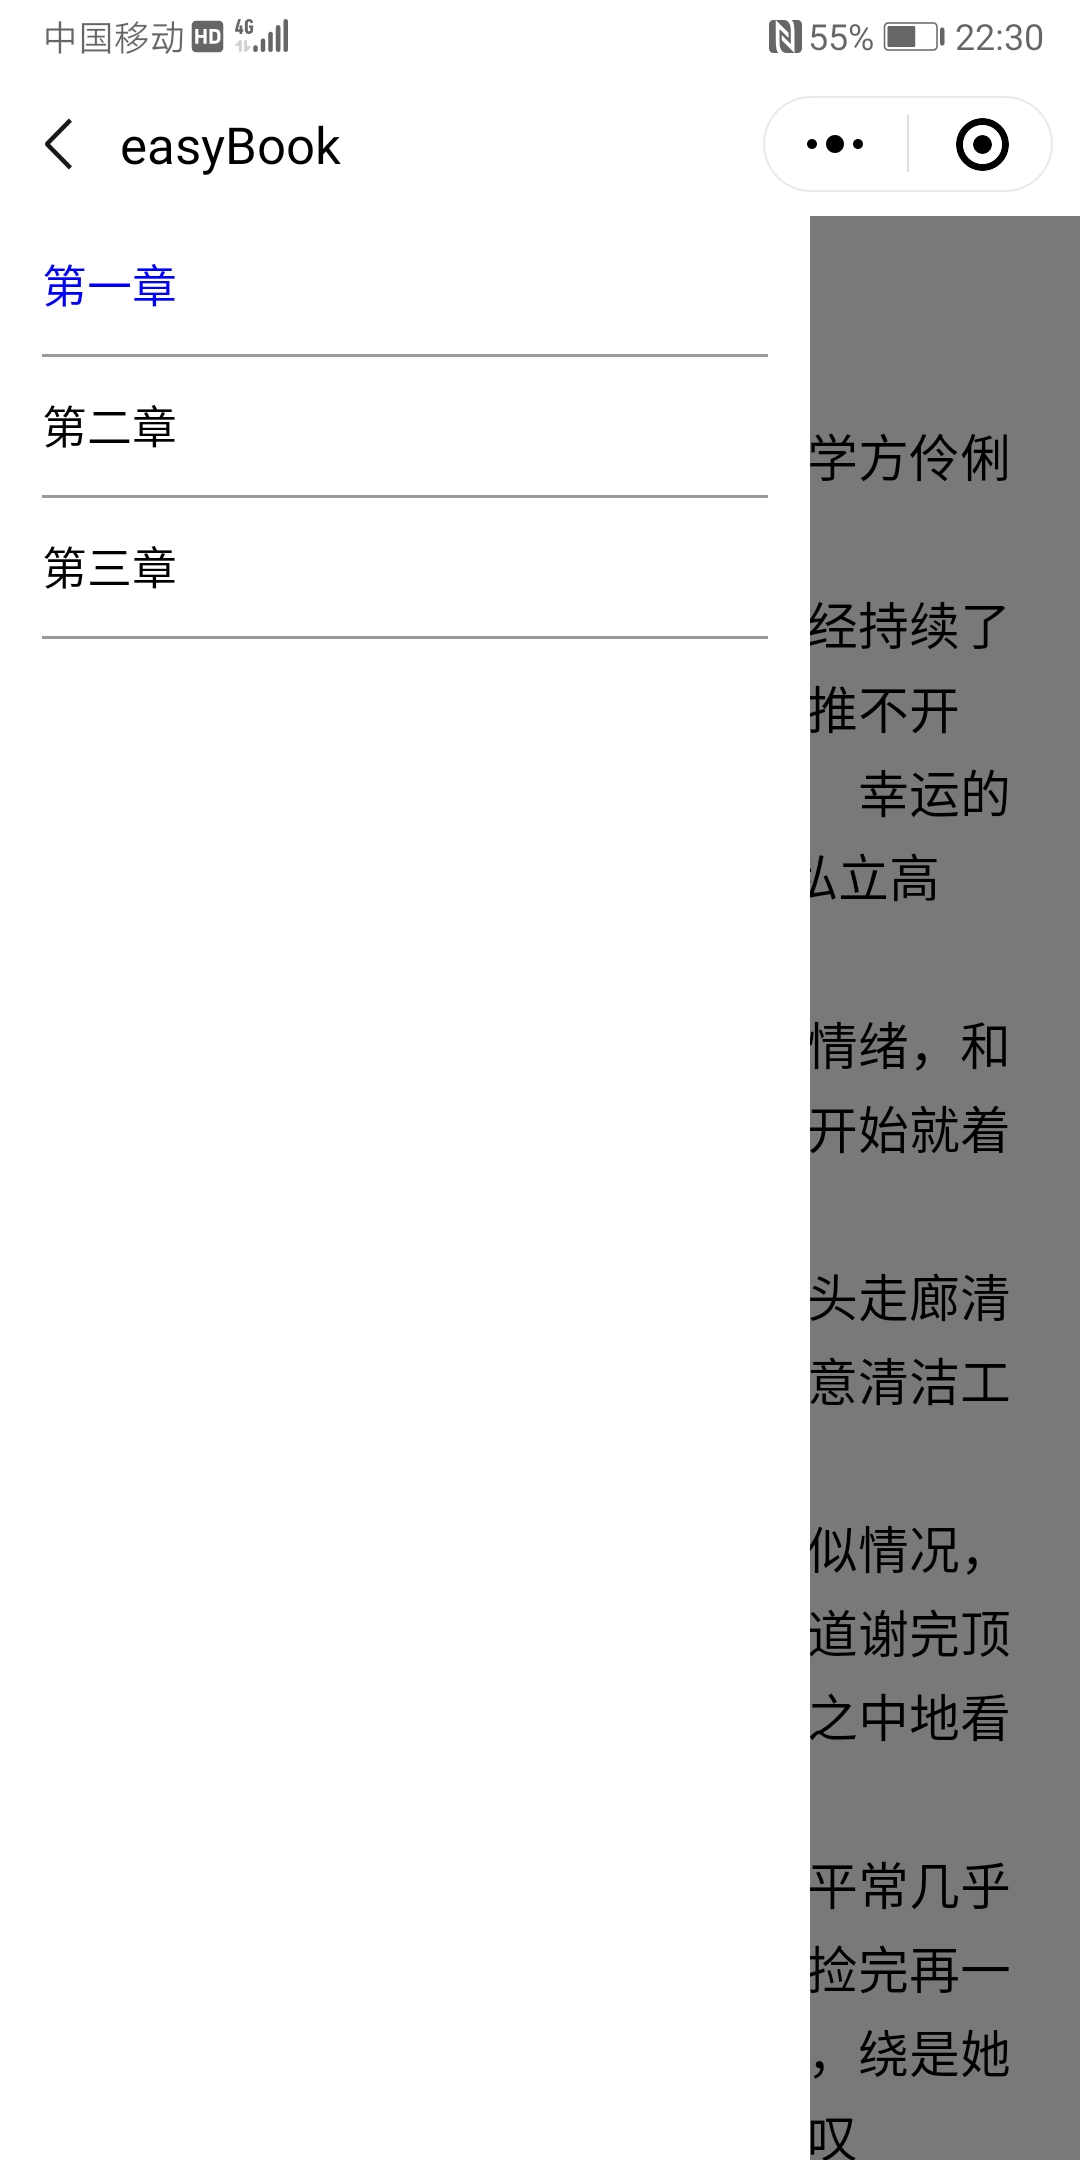 中国移动 HD 4G 55% 22:30
easyBook
第一章
第二章
第三章
学方伶俐
经持续了
推不开
幸运的
立高
情绪，和
开始就着
头走廊清
意清洁工
似情况，
道谢完顶
之中地看
平常几乎
捡完再一
，绕是她
叹